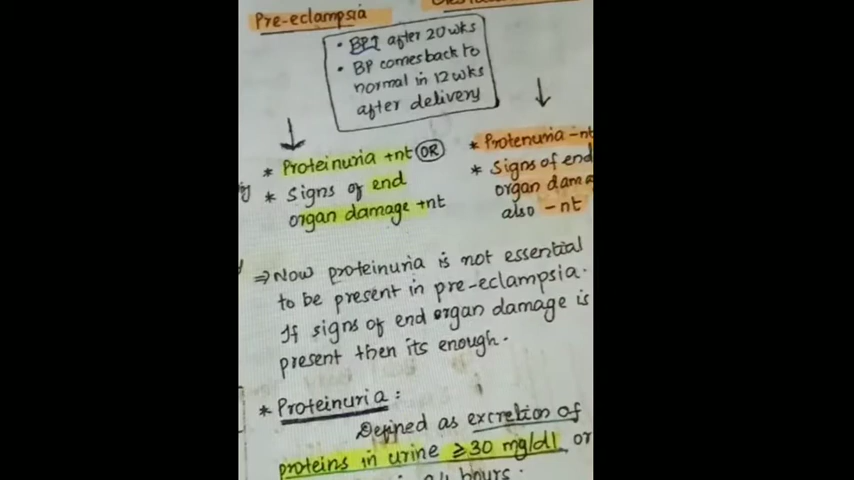 Pre-eclampsia
• BP↑ after 20 wks
• BP comes back to
normal in 12 wks
after delivery
* Proteinuria +nt OR
* Signs of end
organ damage +nt
* Protenuria -nt
* Signs of end
organ dama
also -nt
⇒ Now proteinuria is not essential
to be present in pre-eclampsia.
If signs of end organ damage is
present then its enough.
* Proteinuria :
Defined as excretion of
proteins in urine ≥30 mg/dl or
24 hours.